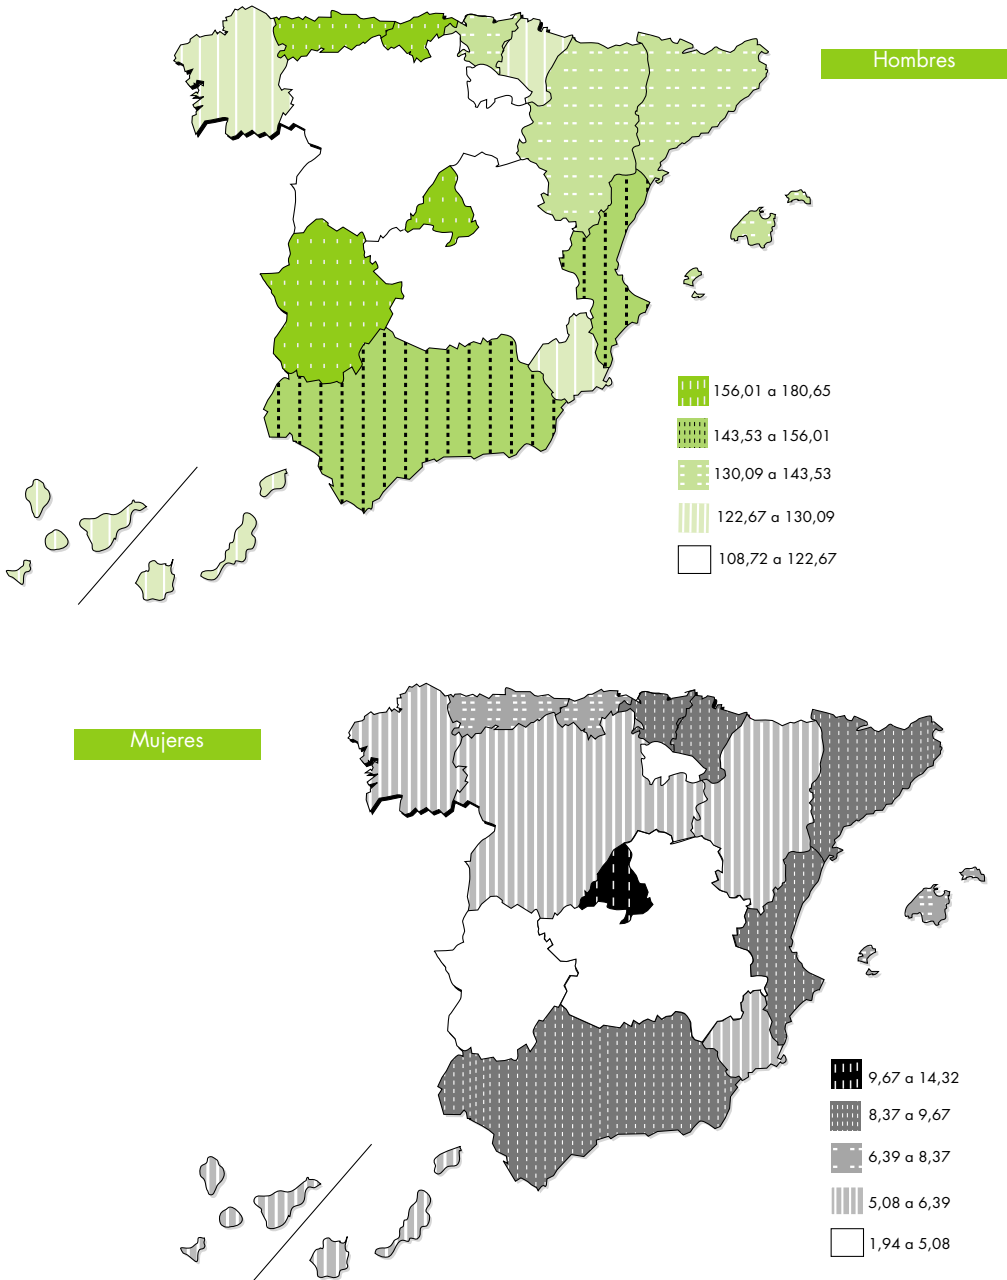 Hombres
156,01 a 180,65
143,53 a 156,01
130,09 a 143,53
122,67 a 130,09
108,72 a 122,67
Mujeres
9,67 a 14,32
8,37 a 9,67
6,39 a 8,37
5,08 a 6,39
1,94 a 5,08